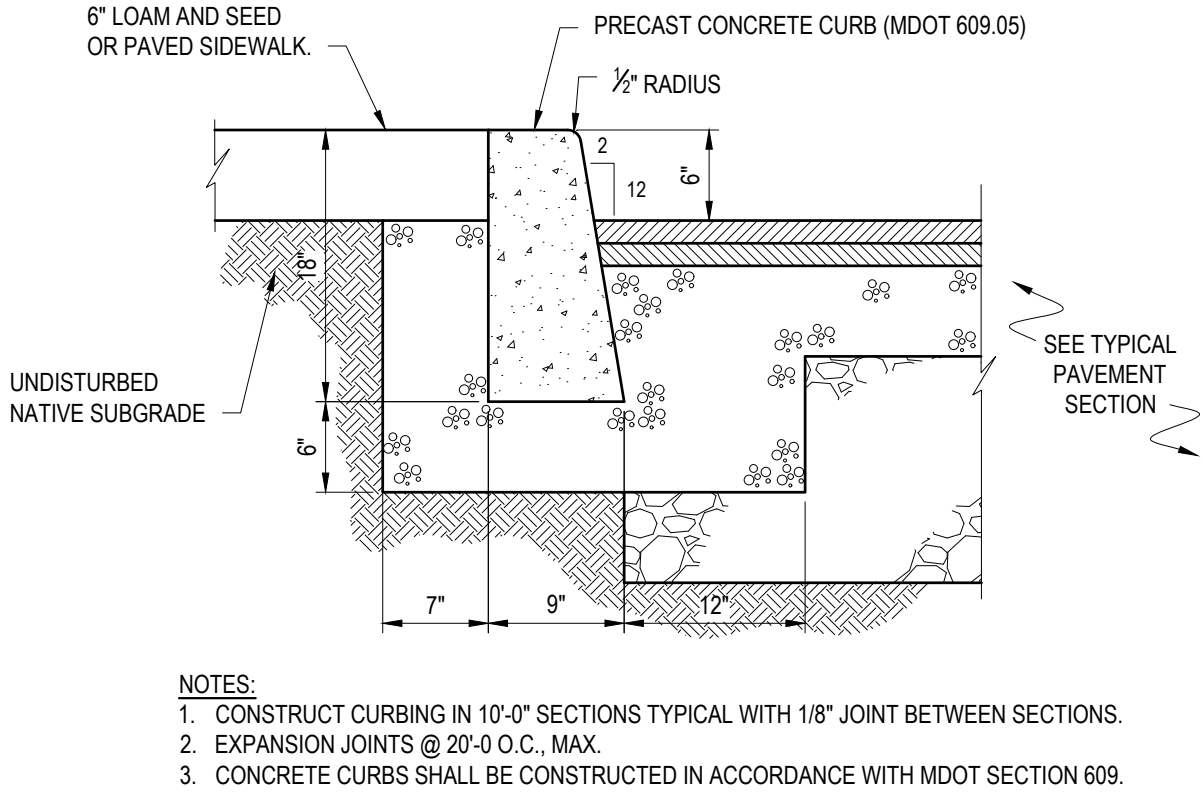 6" LOAM AND SEED
OR PAVED SIDEWALK.
PRECAST CONCRETE CURB (MDOT 609.05)
½" RADIUS
2
12
6"
18"
6"
UNDISTURBED
NATIVE SUBGRADE
SEE TYPICAL
PAVEMENT
SECTION
7"
9"
12"
NOTES:
1. CONSTRUCT CURBING IN 10'-0" SECTIONS TYPICAL WITH 1/8" JOINT BETWEEN SECTIONS.
2. EXPANSION JOINTS @ 20'-0 O.C., MAX.
3. CONCRETE CURBS SHALL BE CONSTRUCTED IN ACCORDANCE WITH MDOT SECTION 609.